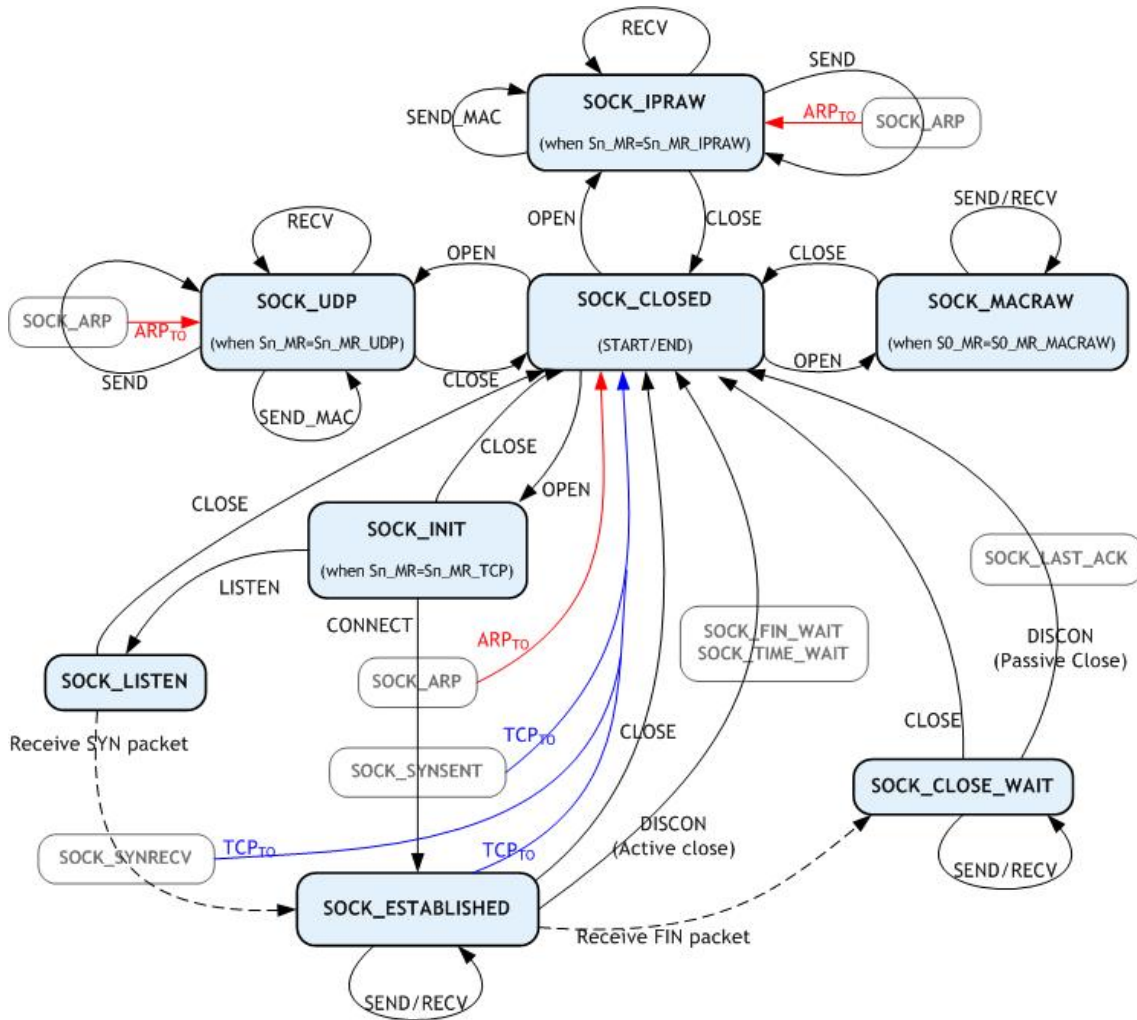 RECV
SEND
SOCK_IPRAW
SEND_MAC
ARPTO
SOCK_ARP
(when Sn_MR=Sn_MR_IPRAW)
SEND/RECV
RECV
OPEN
CLOSE
OPEN
CLOSE
SOCK_UDP
SOCK_CLOSED
SOCK_MACRAW
SOCK_ARP
ARPTO
(when Sn_MR=Sn_MR_UDP)
(START/END)
(when S0_MR=S0_MR_MACRAW)
SEND
CLOSE
OPEN
SEND_MAC
CLOSE
OPEN
CLOSE
SOCK_INIT
(when Sn_MR=Sn_MR_TCP)
LISTEN
SOCK_LAST_ACK
CONNECT
ARPTO
SOCK_FIN_WAIT
SOCK_TIME_WAIT
DISCON
(Passive Close)
SOCK_LISTEN
SOCK_ARP
CLOSE
CLOSE
Receive SYN packet
TCPTO
SOCK_SYNSENT
SOCK_CLOSE_WAIT
DISCON
(Active close)
TCPTO
TCPTO
SOCK_SYNRECV
SEND/RECV
SOCK_ESTABLISHED
Receive FIN packet
SEND/RECV